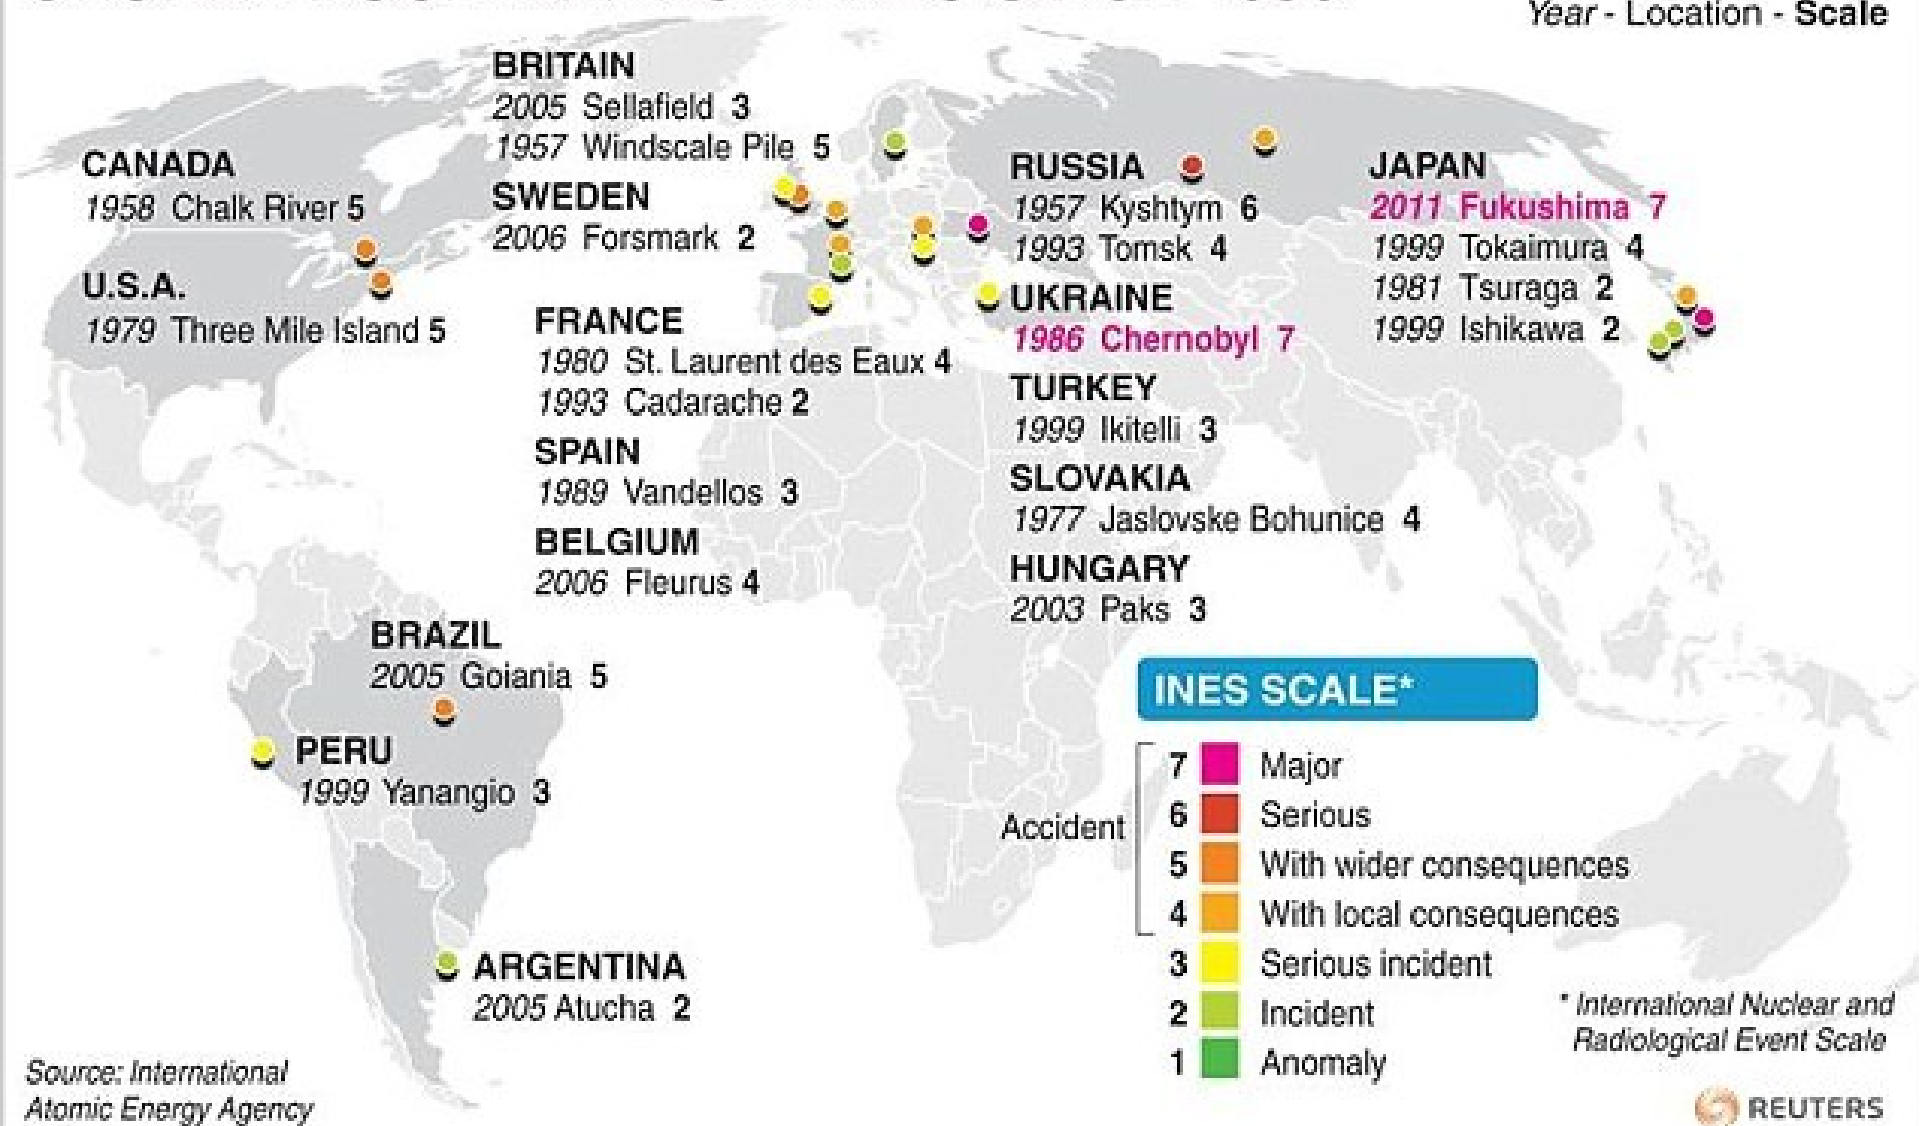 Year - Location - Scale
BRITAIN
2005 Sellafield 3
1957 Windscale Pile 5
CANADA
1958 Chalk River 5
SWEDEN
2006 Forsmark 2
U.S.A.
1979 Three Mile Island 5
FRANCE
1980 St. Laurent des Eaux 4
1993 Cadarache 2
SPAIN
1989 Vandellos 3
BELGIUM
2006 Fleurus 4
RUSSIA
1957 Kyshtym 6
1993 Tomsk 4
UKRAINE
1986 Chernobyl 7
TURKEY
1999 Ikitelli 3
SLOVAKIA
1977 Jaslovske Bohunice 4
HUNGARY
2003 Paks 3
JAPAN
2011 Fukushima 7
1999 Tokaimura 4
1981 Tsuraga 2
1999 Ishikawa 2
BRAZIL
2005 Goiania 5
PERU
1999 Yanangio 3
ARGENTINA
2005 Atucha 2
INES SCALE*
Accident
7 Major
6 Serious
5 With wider consequences
4 With local consequences
3 Serious incident
2 Incident
1 Anomaly
* International Nuclear and
Radiological Event Scale
Source: International
Atomic Energy Agency
REUTERS